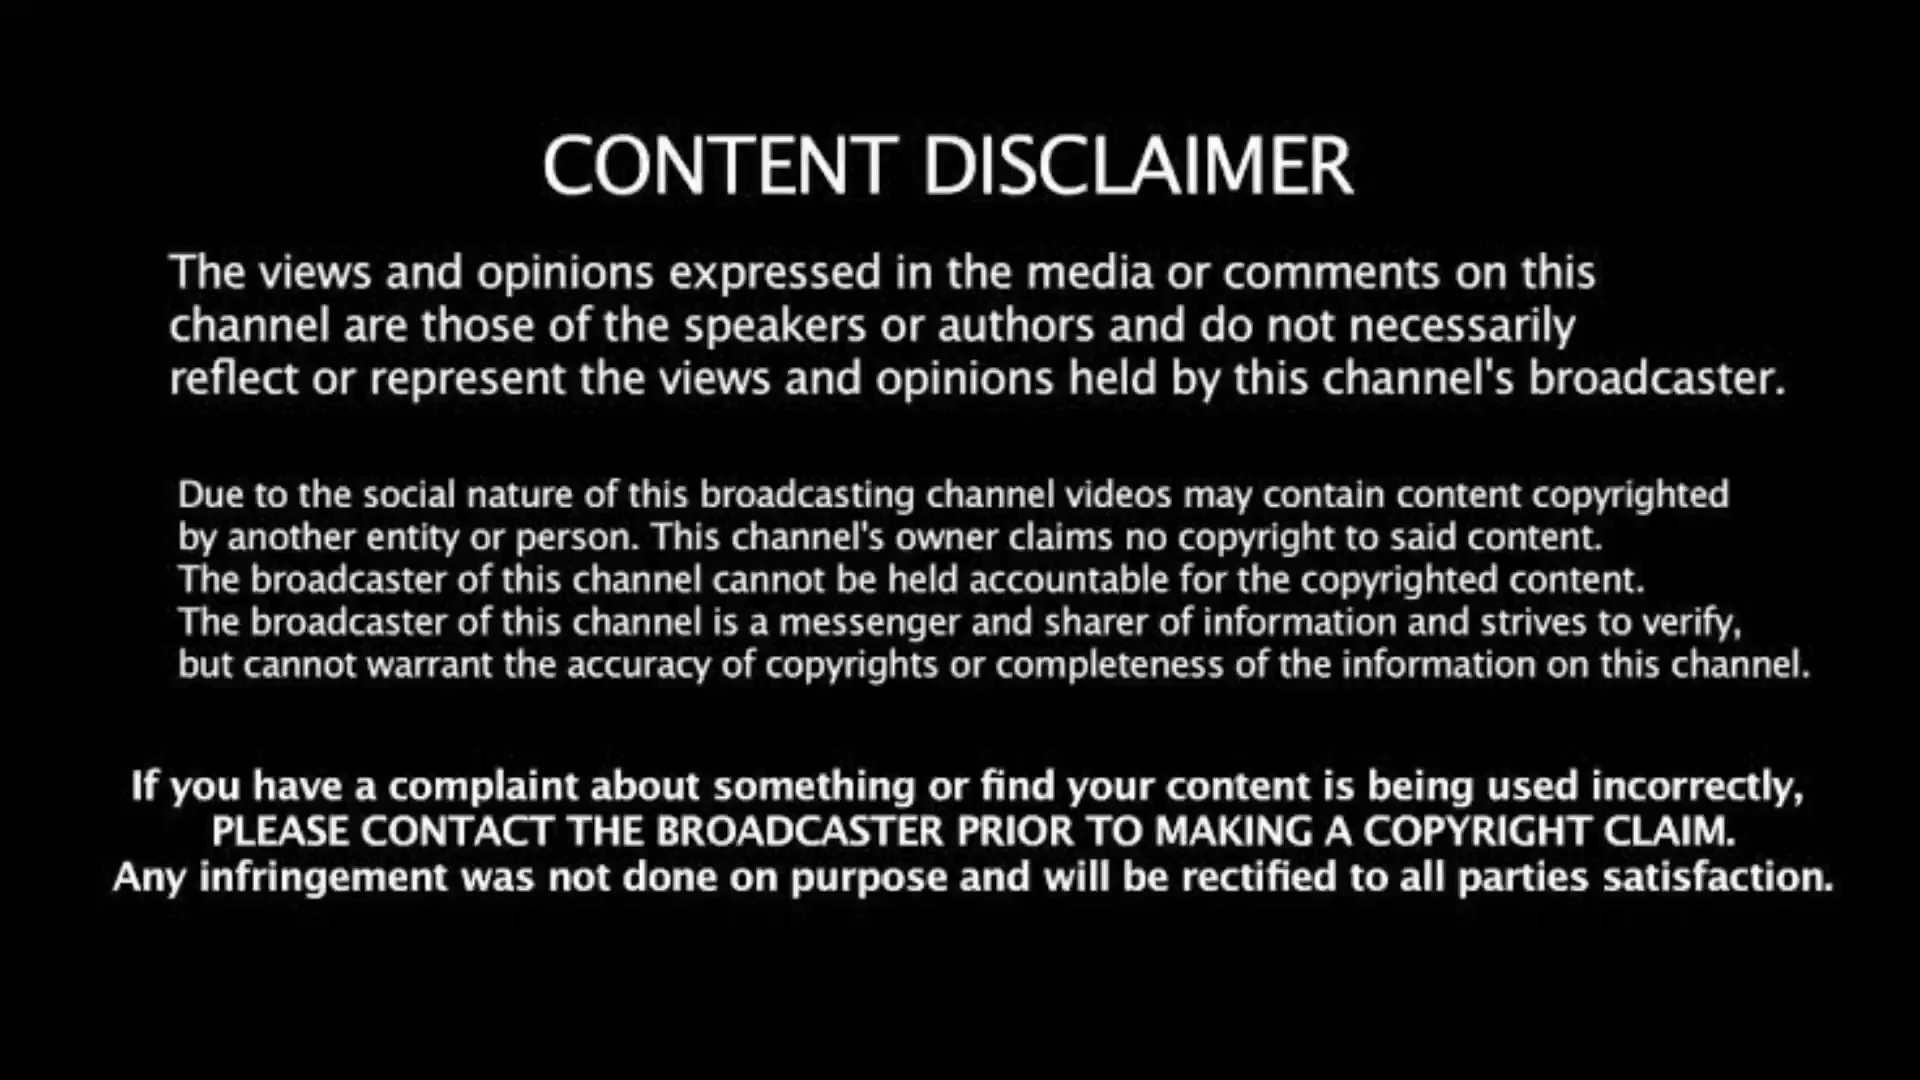 CONTENT DISCLAIMER
The views and opinions expressed in the media or comments on this
channel are those of the speakers or authors and do not necessarily
reflect or represent the views and opinions held by this channel's broadcaster.
Due to the social nature of this broadcasting channel videos may contain content copyrighted
by another entity or person. This channel's owner claims no copyright to said content.
The broadcaster of this channel cannot be held accountable for the copyrighted content.
The broadcaster of this channel is a messenger and sharer of information and strives to verify,
but cannot warrant the accuracy of copyrights or completeness of the information on this channel.
If you have a complaint about something or find your content is being used incorrectly,
PLEASE CONTACT THE BROADCASTER PRIOR TO MAKING A COPYRIGHT CLAIM.
Any infringement was not done on purpose and will be rectified to all parties satisfaction.